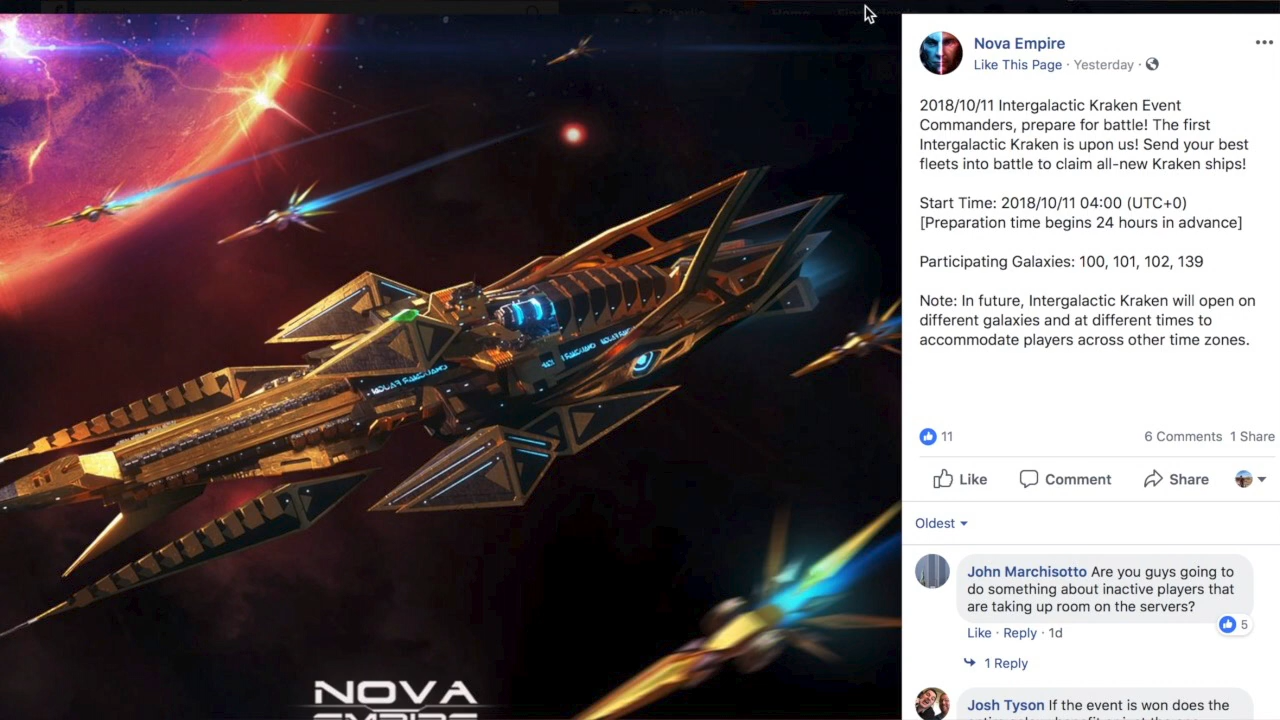 Nova Empire
Like This Page · Yesterday ·
2018/10/11 Intergalactic Kraken Event
Commanders, prepare for battle! The first
Intergalactic Kraken is upon us! Send your best
fleets into battle to claim all-new Kraken ships!
Start Time: 2018/10/11 04:00 (UTC+0)
[Preparation time begins 24 hours in advance]
Participating Galaxies: 100, 101, 102, 139
Note: In future, Intergalactic Kraken will open on
different galaxies and at different times to
accommodate players across other time zones.
11
6 Comments 1 Share
Like Comment Share
Oldest
John Marchisotto Are you guys going to
do something about inactive players that
are taking up room on the servers?
5
Like · Reply · 1d
1 Reply
Josh Tyson If the event is won does the
NOVA
EMPIRE